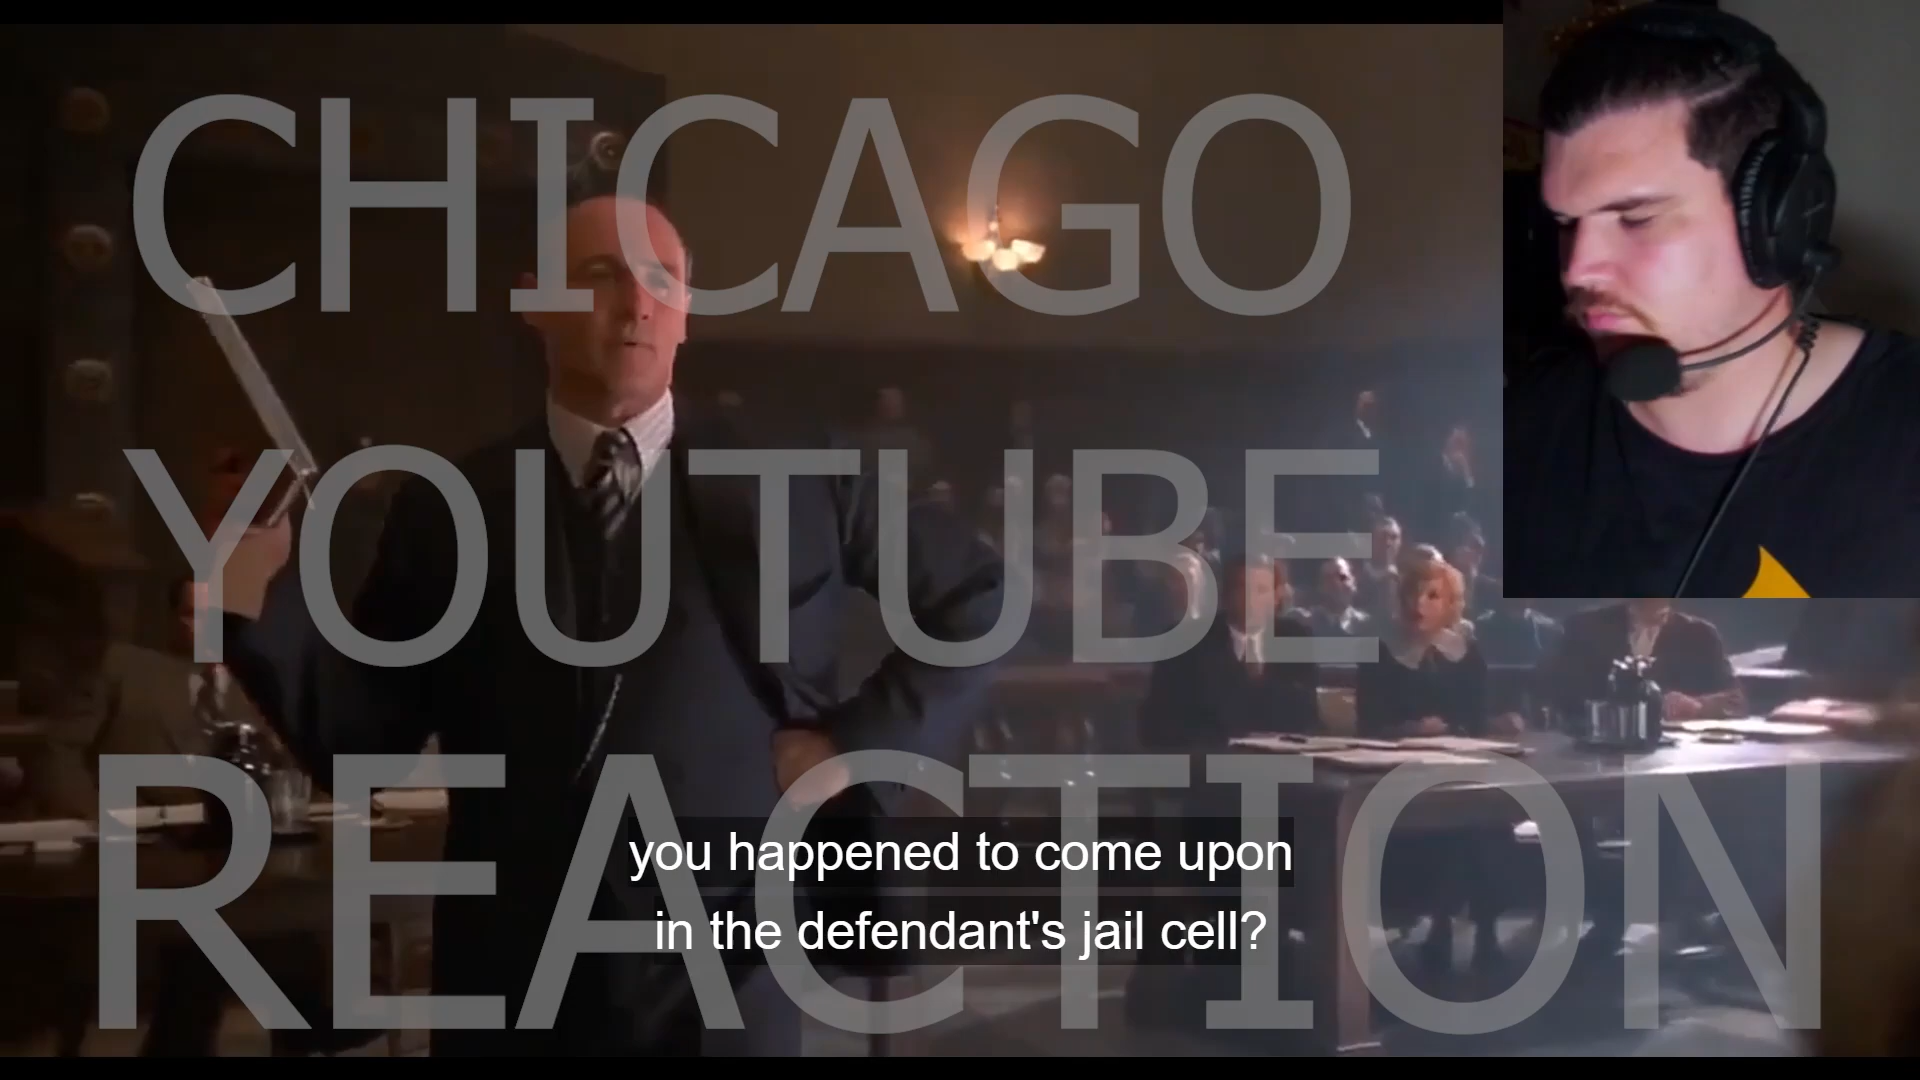 CHICAGO
YOUTUBE
REACTION
you happened to come upon
in the defendant's jail cell?